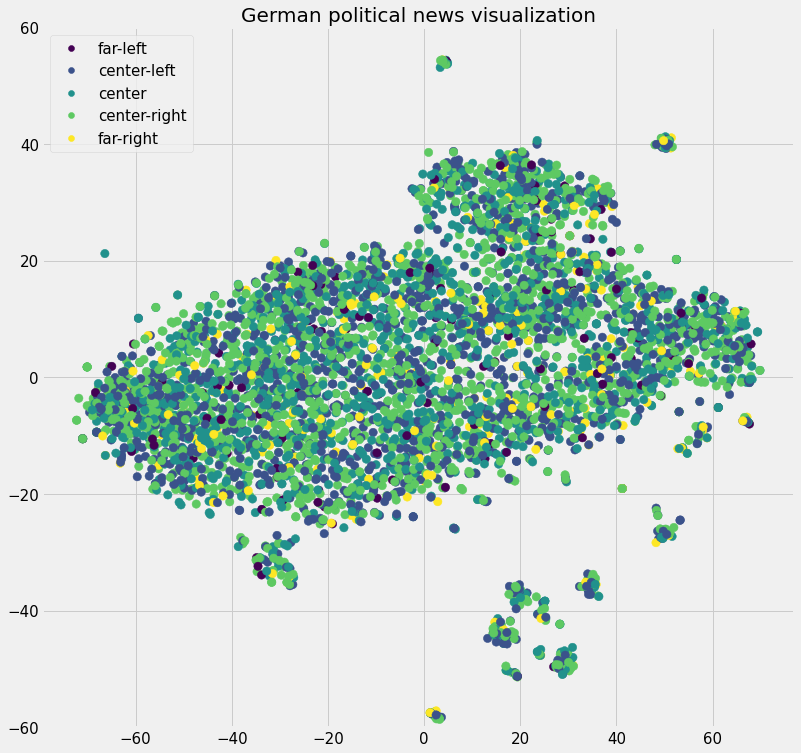 German political news visualization
far-left
center-left
center
center-right
far-right
60
40
20
0
−20
−40
−60
−60 −40 −20 0 20 40 60